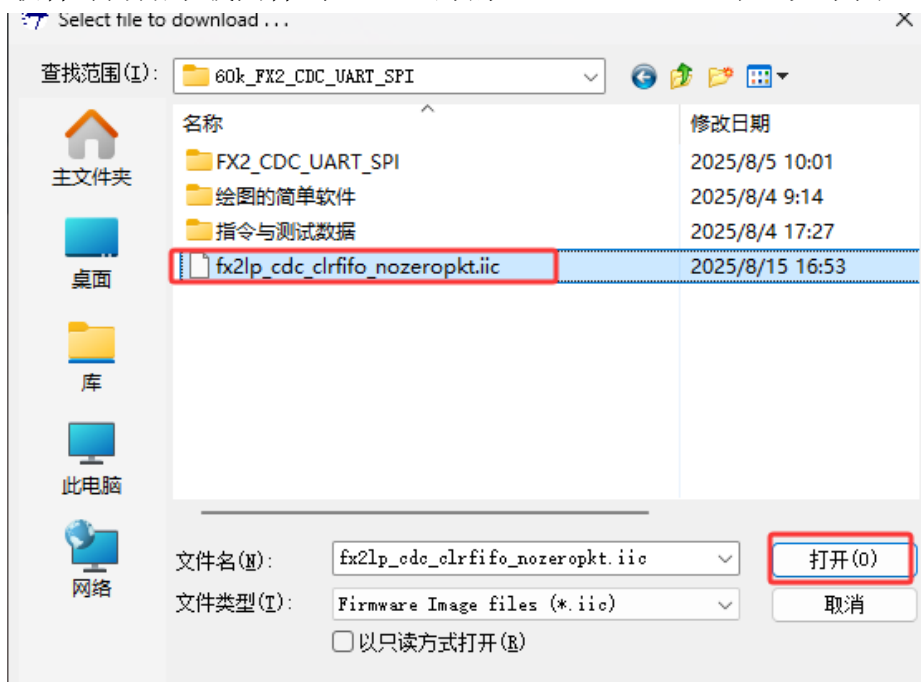 Select file to download . . .
查找范围(I): 60k_FX2_CDC_UART_SPI
名称 修改日期
FX2_CDC_UART_SPI 2025/8/5 10:01
绘图的简单软件 2025/8/4 9:14
指令与测试数据 2025/8/4 17:27
fx2lp_cdc_clrfifo_nozeropkt.iic 2025/8/15 16:53
主文件夹
桌面
库
此电脑
网络
文件名(N): fx2lp_cdc_clrfifo_nozeropkt.iic 打开(O)
文件类型(T): Firmware Image files (*.iic) 取消
以只读方式打开(R)